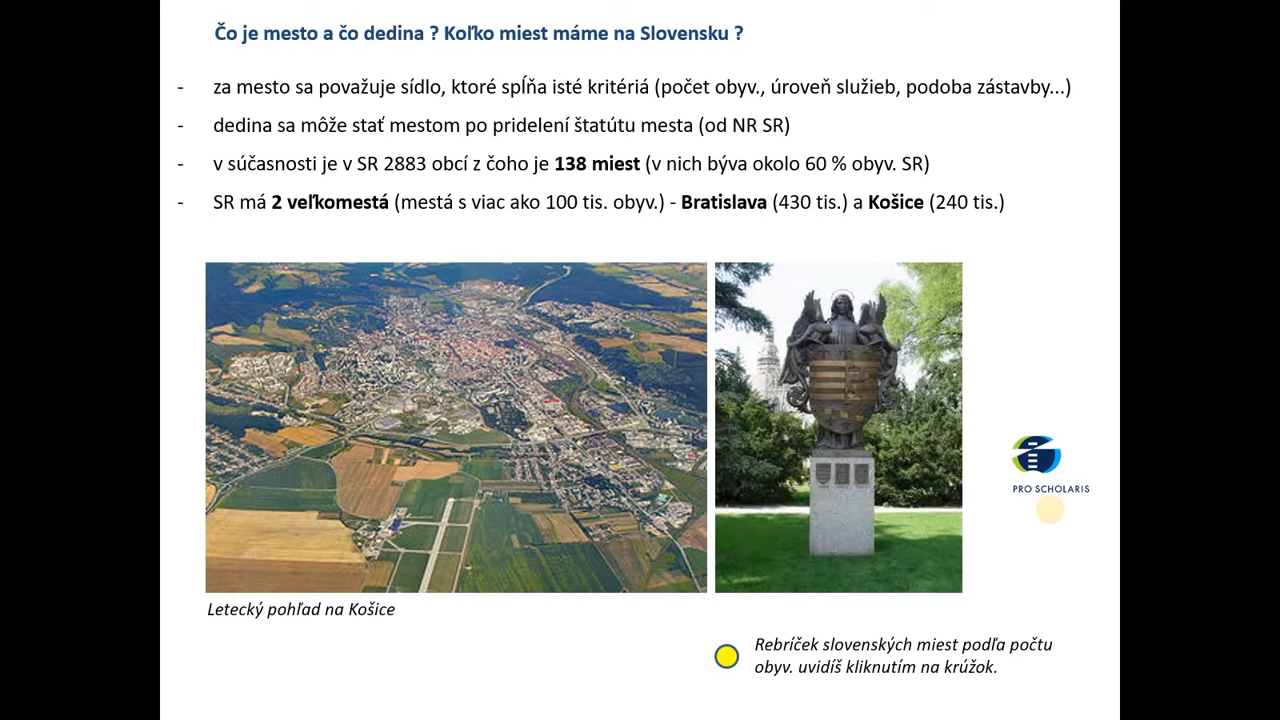 Čo je mesto a čo dedina ? Koľko miest máme na Slovensku ?
- za mesto sa považuje sídlo, ktoré spĺňa isté kritériá (počet obyv., úroveň služieb, podoba zástavby...)
- dedina sa môže stať mestom po pridelení štatútu mesta (od NR SR)
- v súčasnosti je v SR 2883 obcí z čoho je 138 miest (v nich býva okolo 60 % obyv. SR)
- SR má 2 veľkomestá (mestá s viac ako 100 tis. obyv.) - Bratislava (430 tis.) a Košice (240 tis.)
PRO SCHOLARIS
Letecký pohľad na Košice
Rebríček slovenských miest podľa počtu
obyv. uvidíš kliknutím na krúžok.